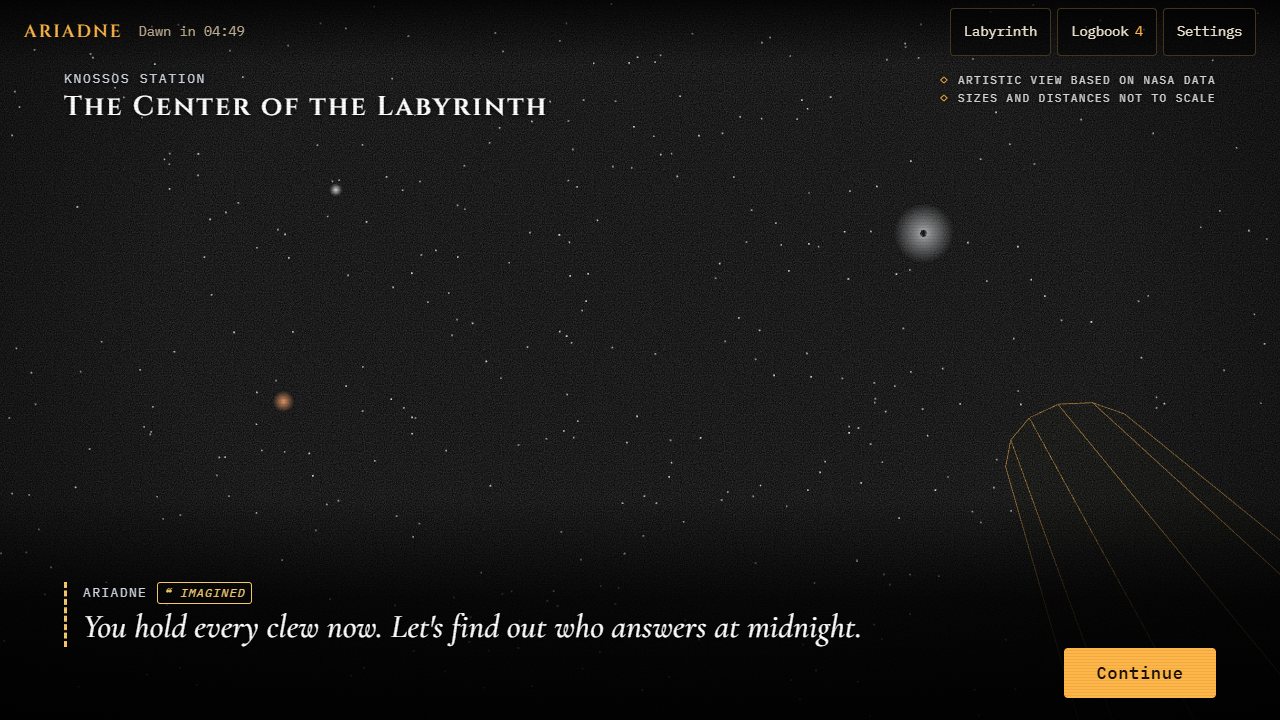 ARIADNE Dawn in 04:49 Labyrinth Logbook 4 Settings
KNOSSOS STATION
The Center of the Labyrinth
◇ ARTISTIC VIEW BASED ON NASA DATA
◇ SIZES AND DISTANCES NOT TO SCALE
ARIADNE ❝ IMAGINED
You hold every clew now. Let's find out who answers at midnight.
Continue